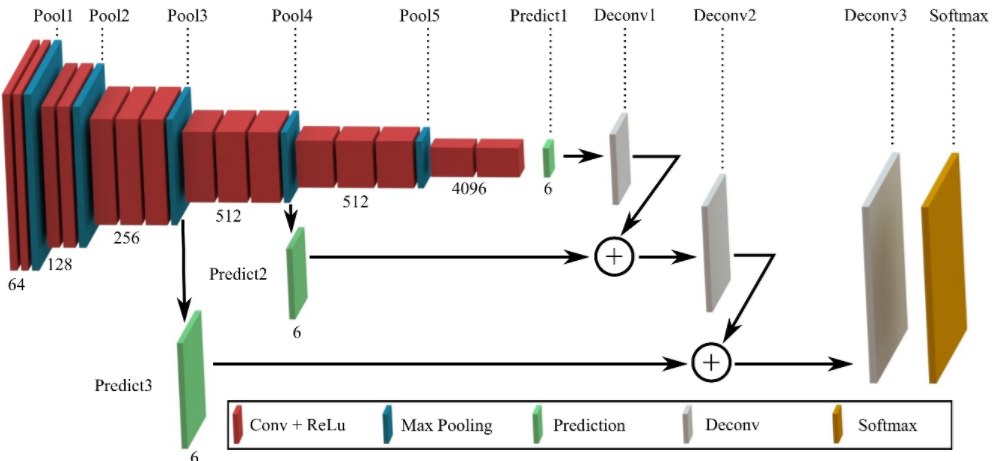 Pool1 Pool2 Pool3 Pool4 Pool5 Predict1 Deconv1 Deconv2 Deconv3 Softmax
64
128
256
512
512
4096
6
Predict2
6
+
Predict3
6
+
Conv + ReLu Max Pooling Prediction Deconv Softmax